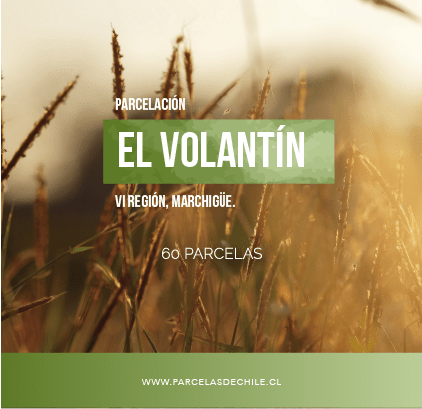 PARCELACIÓN
EL VOLANTÍN
VI REGIÓN, MARCHIGÜE.
60 PARCELAS
WWW.PARCELASDECHILE.CL